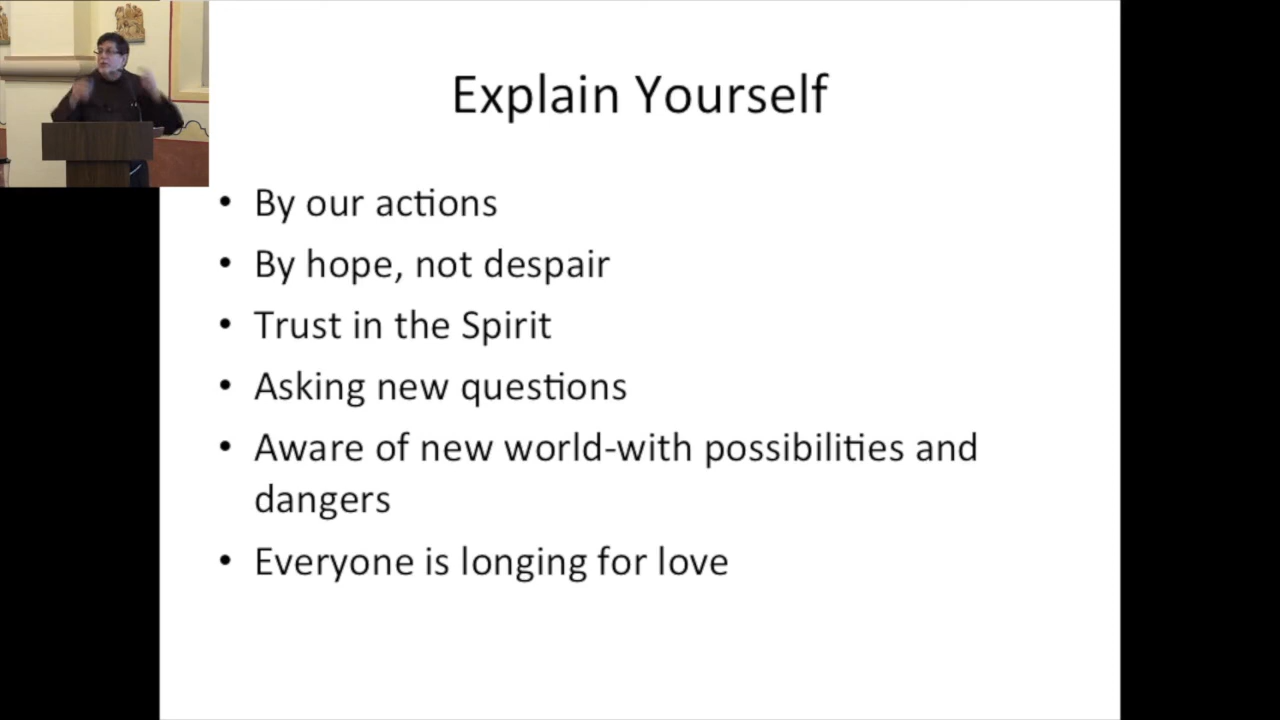 Explain Yourself
• By our actions
• By hope, not despair
• Trust in the Spirit
• Asking new questions
• Aware of new world-with possibilities and
dangers
• Everyone is longing for love